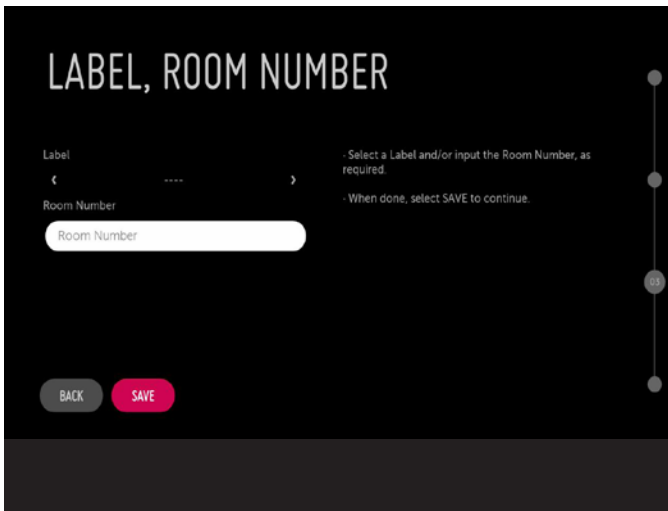 LABEL, ROOM NUMBER
Label
‹ ---- ›
Room Number
Room Number
- Select a Label and/or input the Room Number, as
required.
- When done, select SAVE to continue.
03
BACK
SAVE